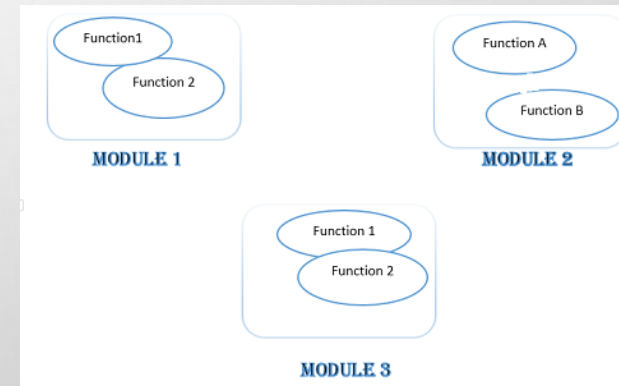 Function1
Function 2
MODULE 1
Function A
Function B
MODULE 2
Function 1
Function 2
MODULE 3